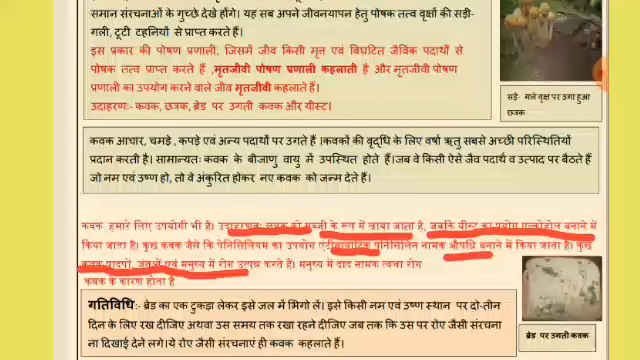 समान संरचनाओं के गुच्छे देखे होंगे। यह सब अपने जीवनयापन हेतु पोषक तत्व वृक्षों की सड़ी-
गली, टूटी टहनियों से प्राप्त करते हैं।
इस प्रकार की पोषण प्रणाली, जिसमें जीव किसी मृत एवं विघटित जैविक पदार्थों से
पोषक तत्व प्राप्त करते हैं ,मृतजीवी पोषण प्रणाली कहलाती है और मृतजीवी पोषण
प्रणाली का उपयोग करने वाले जीव मृतजीवी कहलाते हैं।
उदाहरणः- कवक, छत्रक, ब्रेड पर उगती कवक और यीस्ट।
सड़े- गले वृक्ष पर उगा हुआ
छत्रक
कवक आचार, चमड़े , कपड़े एवं अन्य पदार्थों पर उगते हैं ।कवकों की वृद्धि के लिए वर्षा ऋतु सबसे अच्छी परिस्थितियों
प्रदान करती है। सामान्यतः कवक के बीजाणु वायु में उपस्थित होते हैं।जब वे किसी ऐसे जैव पदार्थ व उत्पाद पर बैठते हैं
जो नम एवं उष्ण हो, तो वे अंकुरित होकर नए कवक को जन्म देते हैं।
कवक हमारे लिए उपयोगी भी है। उदाहरणतः छत्रक को सब्जी के रूप में खाया जाता है, जबकि यीस्ट का प्रयोग एल्कोहोल बनाने में
किया जाता है। कुछ कवक जैसे कि पेनिसिलियम का उपयोग एंटीबायोटिक पेनिसिलिन नामक औषधि बनाने में किया जाता है। कुछ
कवक पादपों, जंतुओं एवं मनुष्य में रोग उत्पन्न करते हैं। मनुष्य में दाद नामक त्वचा रोग
कवक के कारण होता है
गतिविधि:- ब्रेड का एक टुकड़ा लेकर इसे जल में भिगो लें। इसे किसी नम एवं उष्ण स्थान पर दो-तीन
दिन के लिए रख दीजिए अथवा उस समय तक रखा रहने दीजिए जब तक कि उस पर रोए जैसी संरचना
ना दिखाई देने लगे।ये रोए जैसी संरचनाएं ही कवक कहलाते हैं।
ब्रेड पर उगती कवक